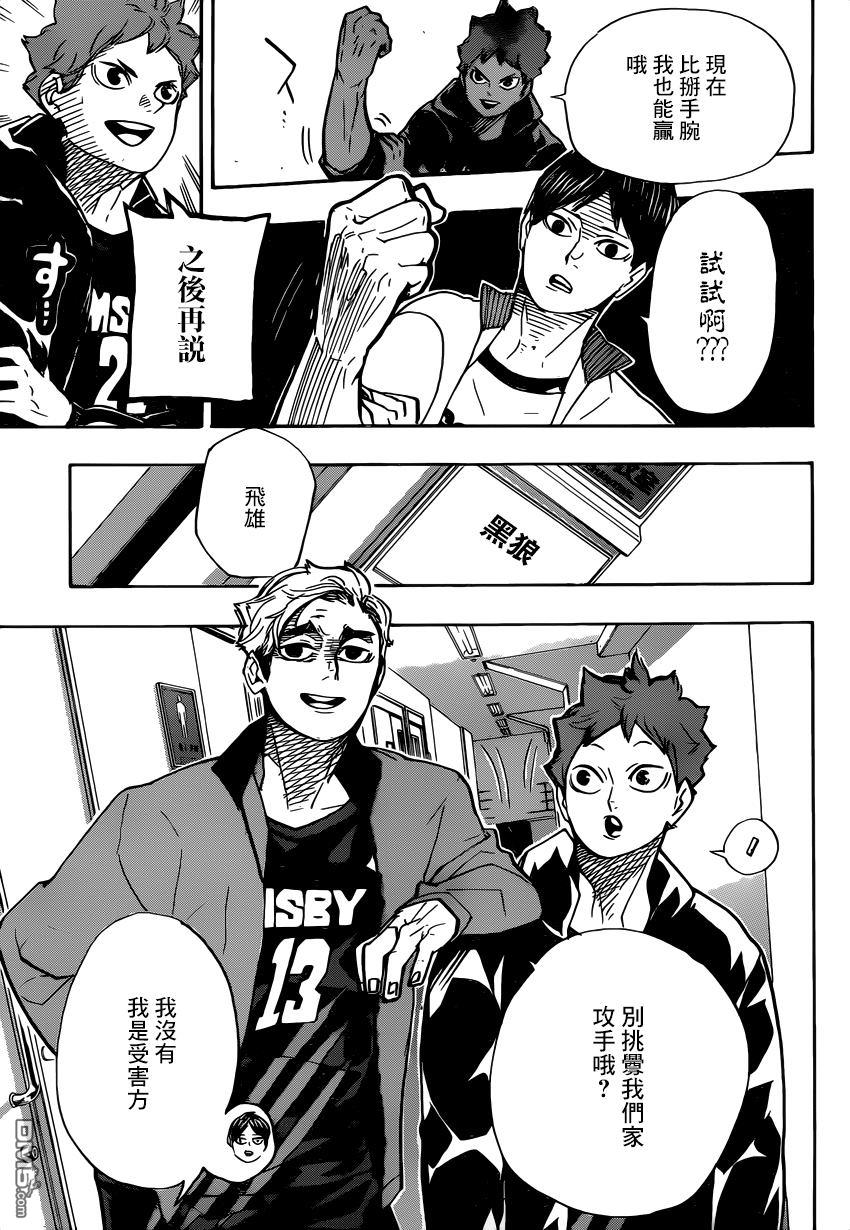 現在
比掰手腕
我也能贏
哦
試試啊???
す…
MS
2
之後再說
黑狼
飛雄
!
ISBY
13
別挑釁我們家
攻手哦?
我沒有
我是受害方
DM5.com